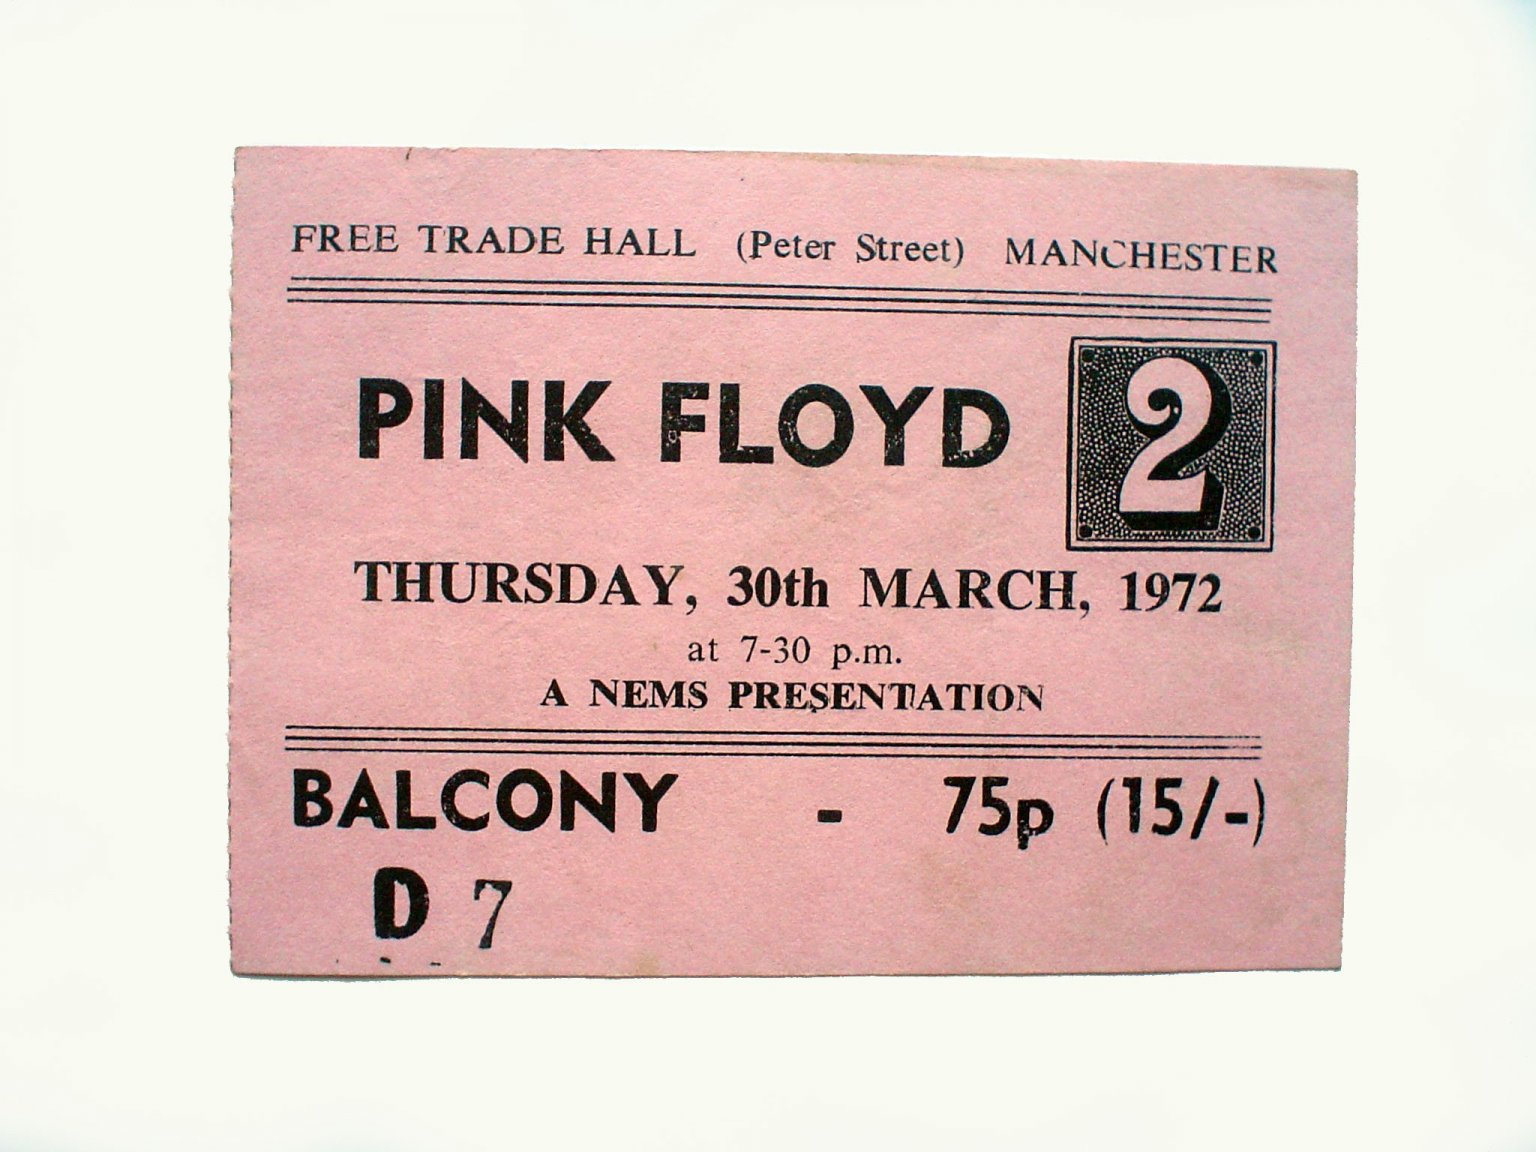 FREE TRADE HALL (Peter Street) MANCHESTER
PINK FLOYD
2
THURSDAY, 30th MARCH, 1972
at 7-30 p.m.
A NEMS PRESENTATION
BALCONY - 75p (15/-)
D 7